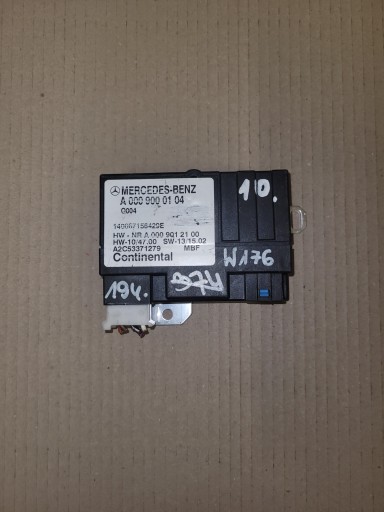 MERCEDES-BENZ
A 000 900 01 04
G004
HW - NR A 000 901 21 00
HW-10/47.00 SW-13/15.02
A2C53371279 MBF
Continental
10.
W176
194.